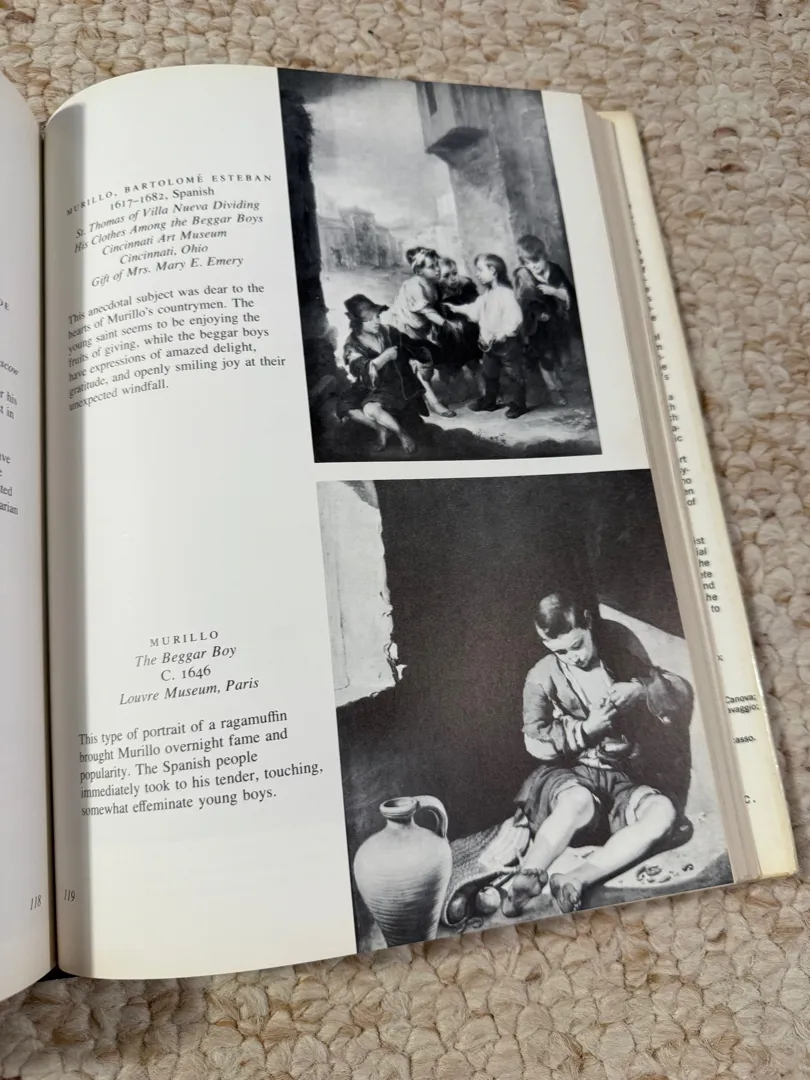 MURILLO, BARTOLOMÉ ESTEBAN
1617–1682, Spanish
St. Thomas of Villa Nueva Dividing
His Clothes Among the Beggar Boys
Cincinnati Art Museum
Cincinnati, Ohio
Gift of Mrs. Mary E. Emery
This anecdotal subject was dear to the
hearts of Murillo's countrymen. The
young saint seems to be enjoying the
fruits of giving, while the beggar boys
have expressions of amazed delight,
gratitude, and openly smiling joy at their
unexpected windfall.
MURILLO
The Beggar Boy
C. 1646
Louvre Museum, Paris
This type of portrait of a ragamuffin
brought Murillo overnight fame and
popularity. The Spanish people
immediately took to his tender, touching,
somewhat effeminate young boys.
118
119
Canova;
C.